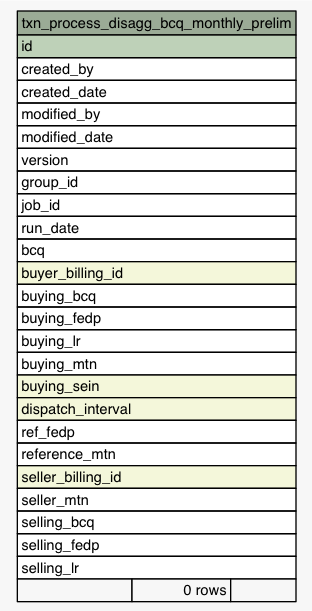 txn_process_disagg_bcq_monthly_prelim
id
created_by
created_date
modified_by
modified_date
version
group_id
job_id
run_date
bcq
buyer_billing_id
buying_bcq
buying_fedp
buying_lr
buying_mtn
buying_sein
dispatch_interval
ref_fedp
reference_mtn
seller_billing_id
seller_mtn
selling_bcq
selling_fedp
selling_lr
0 rows